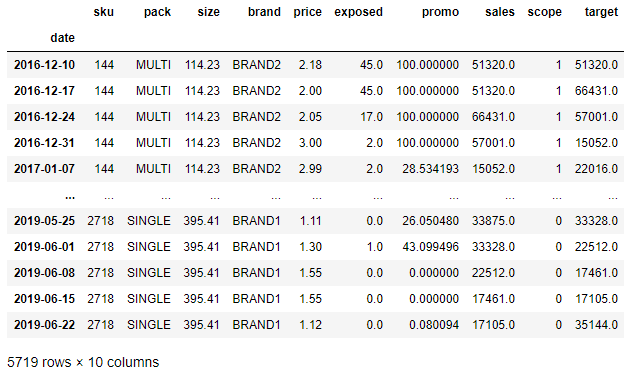 sku pack size brand price exposed promo sales scope target
date
2016-12-10 144 MULTI 114.23 BRAND2 2.18 45.0 100.000000 51320.0 1 51320.0
2016-12-17 144 MULTI 114.23 BRAND2 2.00 45.0 100.000000 51320.0 1 66431.0
2016-12-24 144 MULTI 114.23 BRAND2 2.05 17.0 100.000000 66431.0 1 57001.0
2016-12-31 144 MULTI 114.23 BRAND2 3.00 2.0 100.000000 57001.0 1 15052.0
2017-01-07 144 MULTI 114.23 BRAND2 2.99 2.0 28.534193 15052.0 1 22016.0
... ... ... ... ... ... ... ... ... ... ...
2019-05-25 2718 SINGLE 395.41 BRAND1 1.11 0.0 26.050480 33875.0 0 33328.0
2019-06-01 2718 SINGLE 395.41 BRAND1 1.30 1.0 43.099496 33328.0 0 22512.0
2019-06-08 2718 SINGLE 395.41 BRAND1 1.55 0.0 0.000000 22512.0 0 17461.0
2019-06-15 2718 SINGLE 395.41 BRAND1 1.55 0.0 0.000000 17461.0 0 17105.0
2019-06-22 2718 SINGLE 395.41 BRAND1 1.12 0.0 0.080094 17105.0 0 35144.0
5719 rows × 10 columns